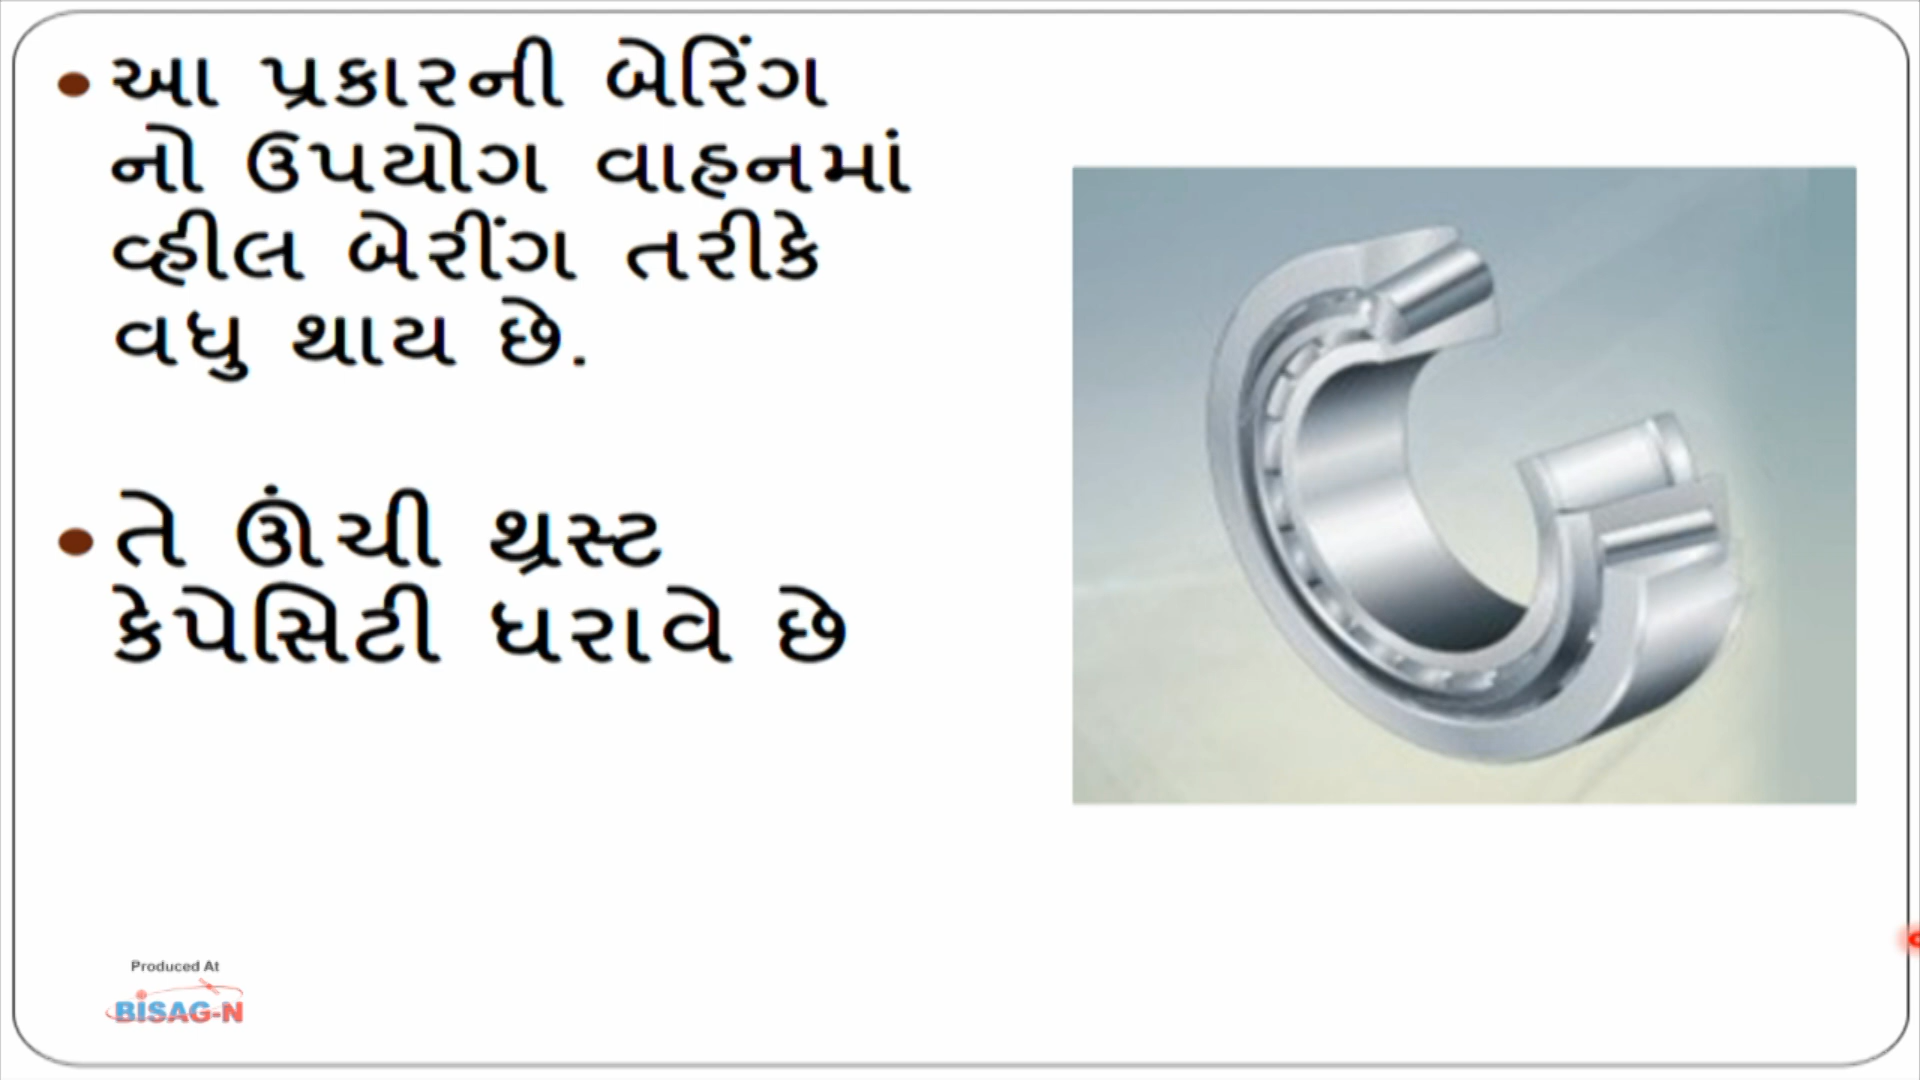 આ પ્રકારની બેરિંગ
નો ઉપયોગ વાહનમાં
વ્હીલ બેરીંગ તરીકે
વધુ થાય છે.
તે ઊંચી થ્રસ્ટ
કેપેસિટી ધરાવે છે
Produced At
BISAG-N